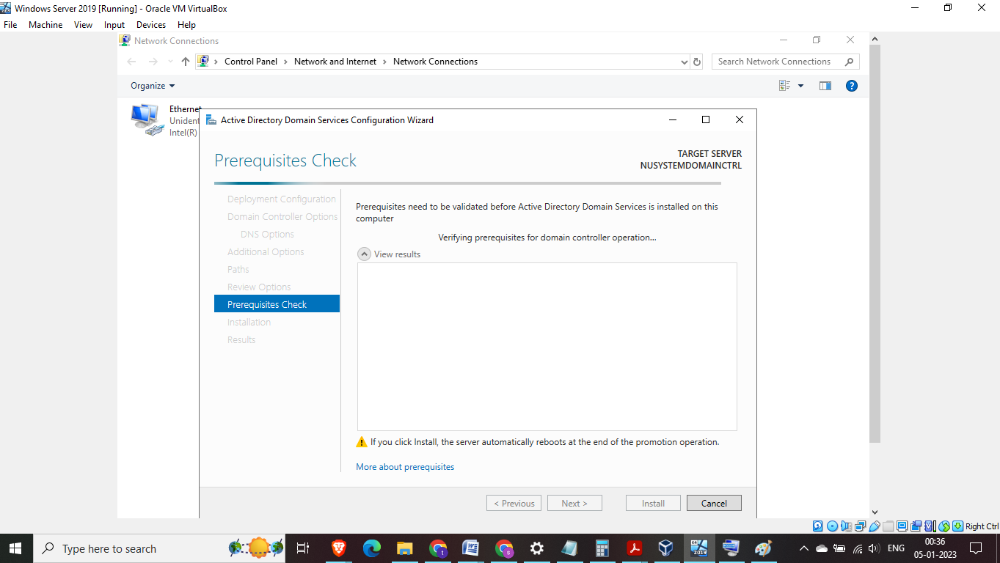 Windows Server 2019 [Running] - Oracle VM VirtualBox
File Machine View Input Devices Help
Network Connections
Control Panel > Network and Internet > Network Connections
Search Network Connections
Organize
Ethernet
Unident
Intel(R)
Active Directory Domain Services Configuration Wizard
Prerequisites Check
TARGET SERVER
NUSYSTEMDOMAINCTRL
Deployment Configuration
Domain Controller Options
DNS Options
Additional Options
Paths
Review Options
Prerequisites Check
Installation
Results
Prerequisites need to be validated before Active Directory Domain Services is installed on this
computer
Verifying prerequisites for domain controller operation...
View results
If you click Install, the server automatically reboots at the end of the promotion operation.
More about prerequisites
< Previous
Next >
Install
Cancel
Right Ctrl
Type here to search
64
2019
ENG
00:36
05-01-2023